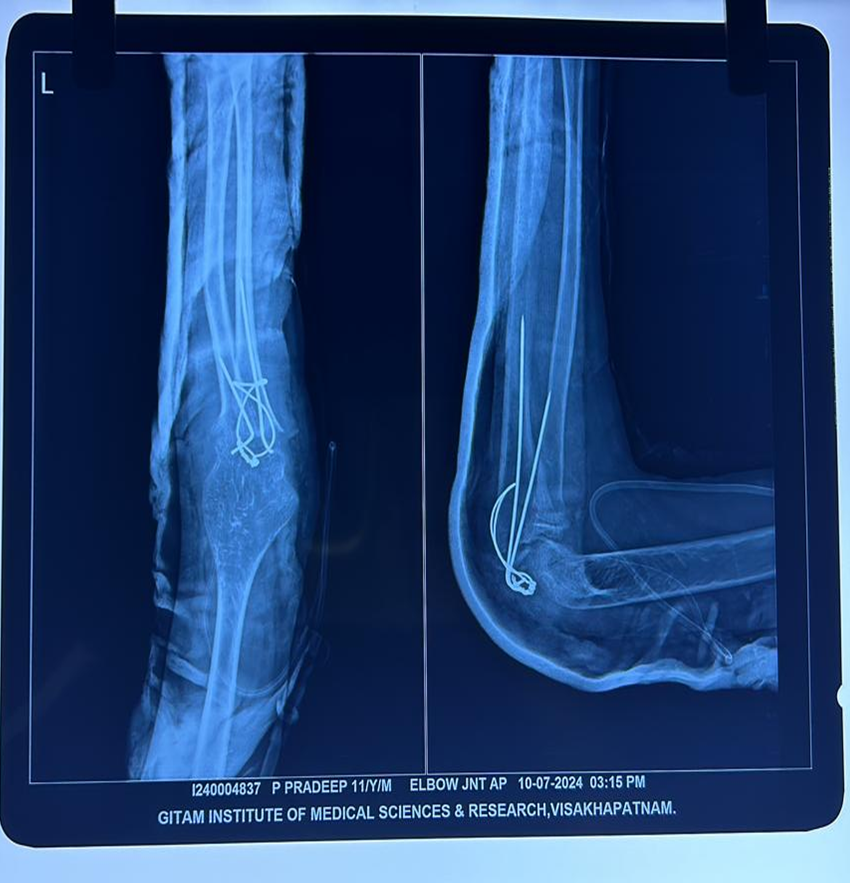 L
I240004837 P PRADEEP 11/Y/M ELBOW JNT AP 10-07-2024 03:15 PM
GITAM INSTITUTE OF MEDICAL SCIENCES & RESEARCH,VISAKHAPATNAM.